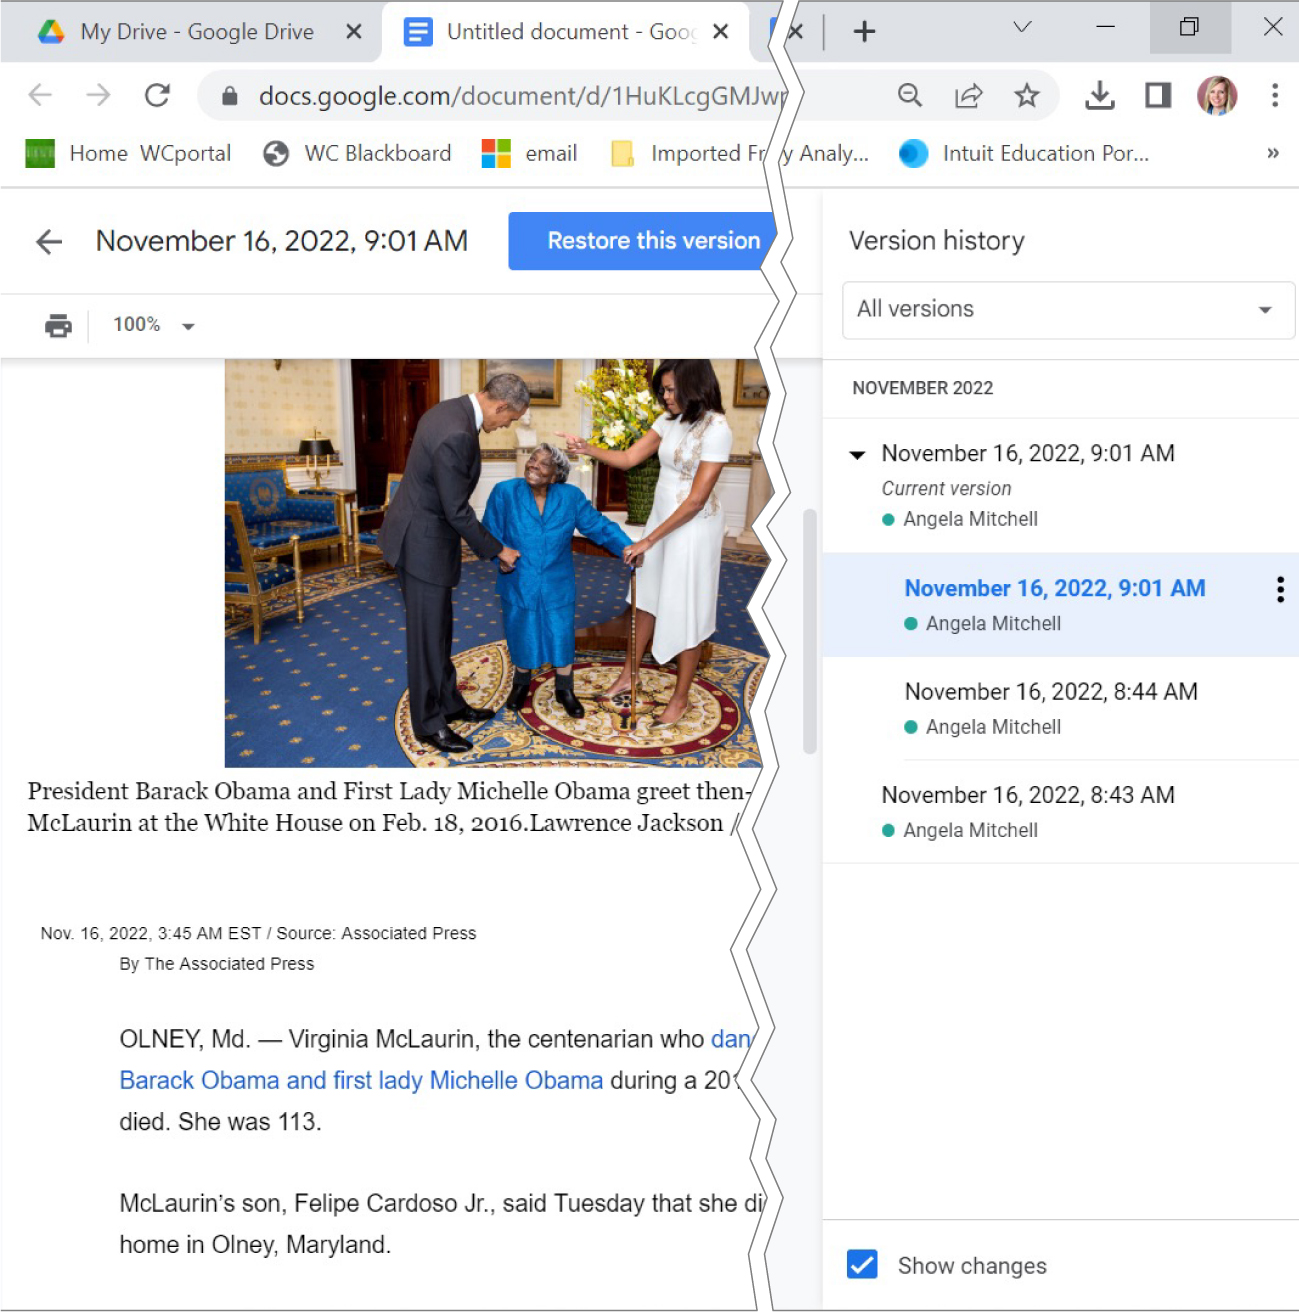 My Drive - Google Drive
Untitled document - Goog
docs.google.com/document/d/1HuKLcgGMJwr
Home WCportal
WC Blackboard
email
Imported Fr
y Analy...
Intuit Education Por...
»
November 16, 2022, 9:01 AM
Restore this version
100%
President Barack Obama and First Lady Michelle Obama greet then-
McLaurin at the White House on Feb. 18, 2016.Lawrence Jackson /
Nov. 16, 2022, 3:45 AM EST / Source: Associated Press
By The Associated Press
OLNEY, Md. — Virginia McLaurin, the centenarian who dan
Barack Obama and first lady Michelle Obama during a 201
died. She was 113.
McLaurin's son, Felipe Cardoso Jr., said Tuesday that she di
home in Olney, Maryland.
Version history
All versions
NOVEMBER 2022
November 16, 2022, 9:01 AM
Current version
Angela Mitchell
November 16, 2022, 9:01 AM
Angela Mitchell
November 16, 2022, 8:44 AM
Angela Mitchell
November 16, 2022, 8:43 AM
Angela Mitchell
Show changes